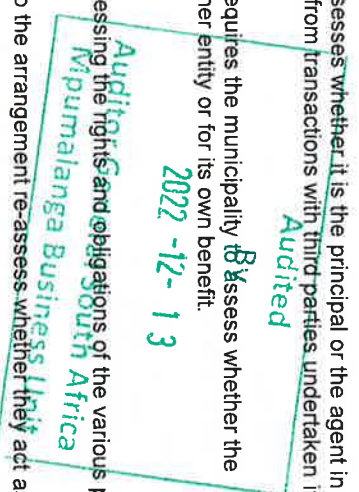 sesses whether it is the principal or the agent in
from transactions with third parties undertaken i
Audited
By
equires the municipality to assess whether the
her entity or for its own benefit.
2022 -12- 13
Auditor General South Africa
essing the rights and obligations of the various p
Mpumalanga Business Unit
o the arrangement re-assess whether they act a